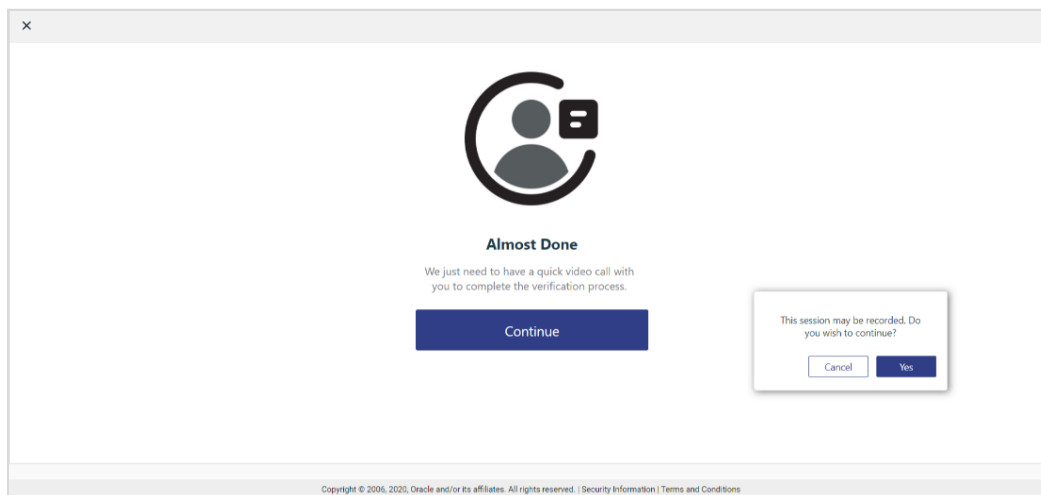 Almost Done
We just need to have a quick video call with
you to complete the verification process.
Continue
This session may be recorded. Do
you wish to continue?
Cancel
Yes
Copyright © 2006, 2020, Oracle and/or its affiliates. All rights reserved. | Security Information | Terms and Conditions